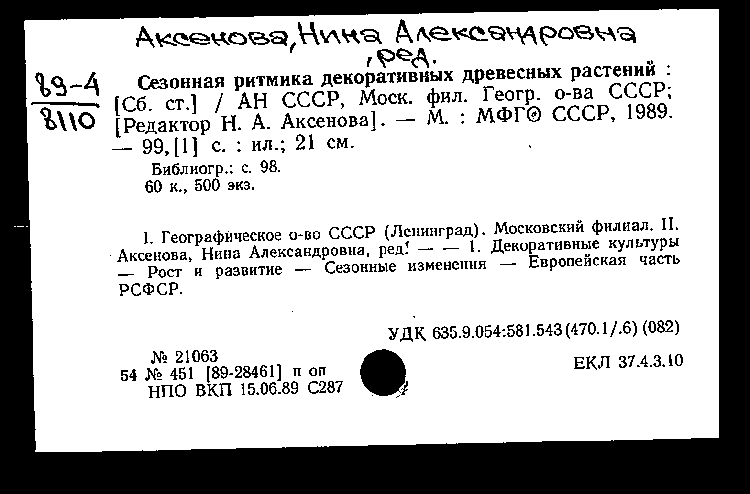 Аксенова, Нина Александровна
, ред.
89-4
8110
Сезонная ритмика декоративных древесных растений :
[Сб. ст.] / АН СССР, Моск. фил. Геогр. о-ва СССР;
[Редактор Н. А. Аксенова]. — М. : МФГО СССР, 1989.
— 99, [1] с. : ил.; 21 см.
Библиогр.: с. 98.
60 к., 500 экз.
I. Географическое о-во СССР (Ленинград). Московский филиал. II.
Аксенова, Нина Александровна, ред. — — 1. Декоративные культуры
— Рост и развитие — Сезонные изменения — Европейская часть
РСФСР.
УДК 635.9.054:581.543(470.1/.6) (082)
№ 21063
54 № 451 [89-28461] п оп
ЕКЛ 37.4.3.10
НПО ВКП 15.06.89 С287